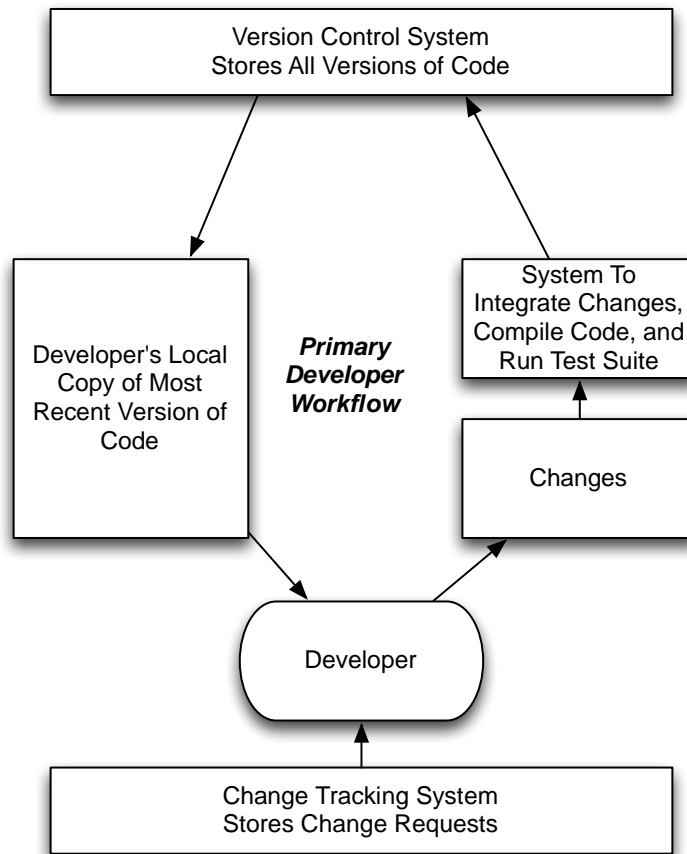 Version Control System
Stores All Versions of Code
Developer's Local
Copy of Most
Recent Version of
Code
Primary
Developer
Workflow
System To
Integrate Changes,
Compile Code, and
Run Test Suite
Changes
Developer
Change Tracking System
Stores Change Requests